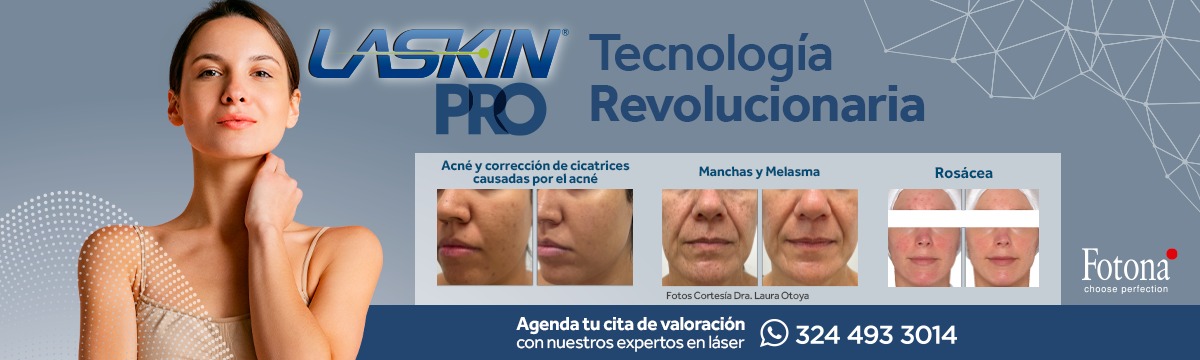 LASKIN®
PRO
Tecnología
Revolucionaria
Acné y corrección de cicatrices
causadas por el acné
Manchas y Melasma
Rosácea
Fotos Cortesía Dra. Laura Otoya
Fotona
choose perfection
Agenda tu cita de valoración
con nuestros expertos en láser
324 493 3014